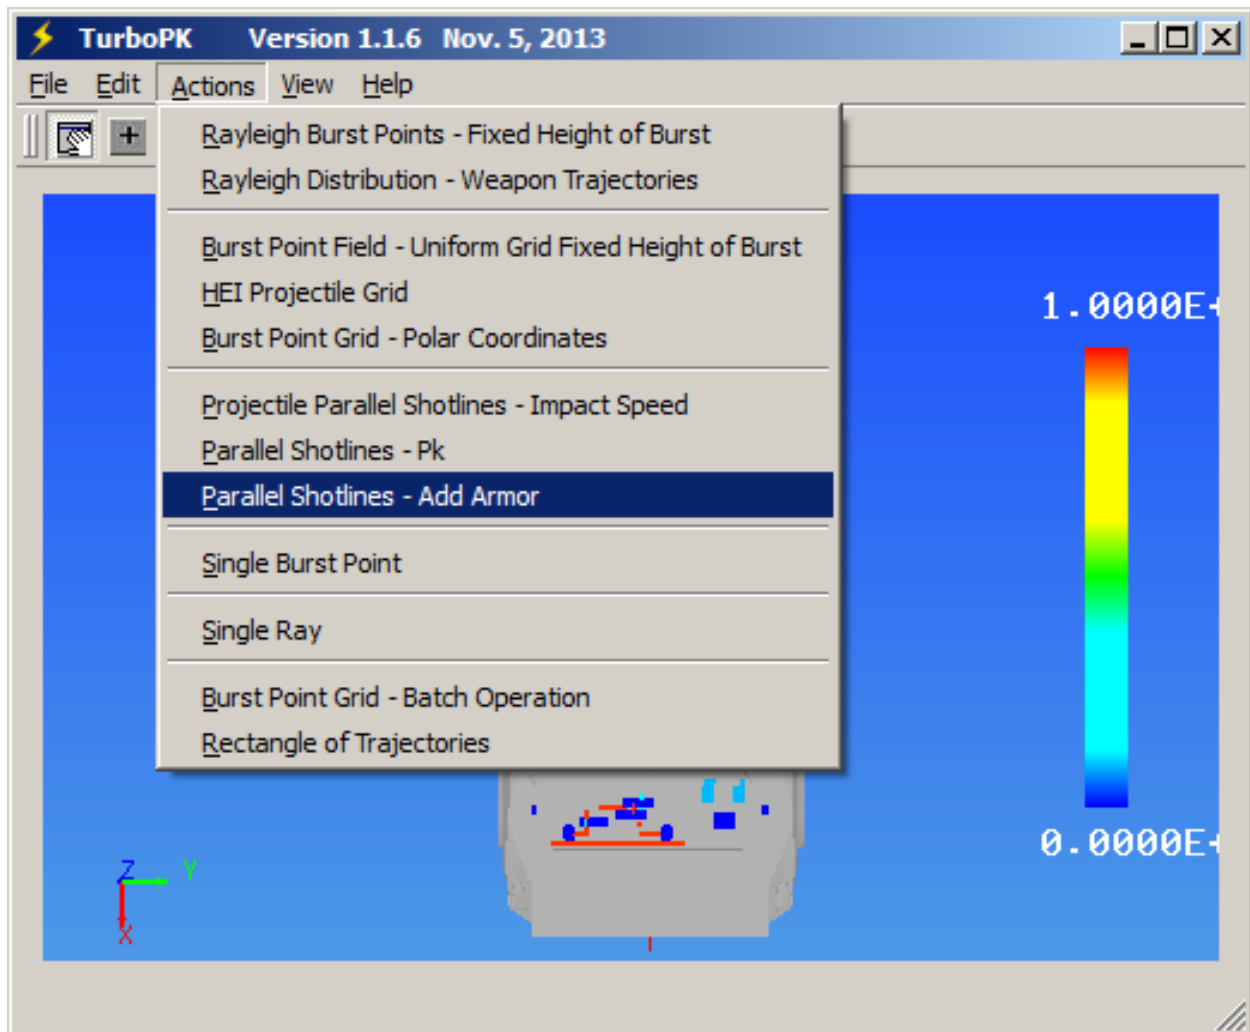 TurboPK Version 1.1.6 Nov. 5, 2013
File Edit Actions View Help
Rayleigh Burst Points - Fixed Height of Burst
Rayleigh Distribution - Weapon Trajectories
Burst Point Field - Uniform Grid Fixed Height of Burst
HEI Projectile Grid
Burst Point Grid - Polar Coordinates
Projectile Parallel Shotlines - Impact Speed
Parallel Shotlines - Pk
Parallel Shotlines - Add Armor
Single Burst Point
Single Ray
Burst Point Grid - Batch Operation
Rectangle of Trajectories
1.0000E+
0.0000E+
Z Y
X